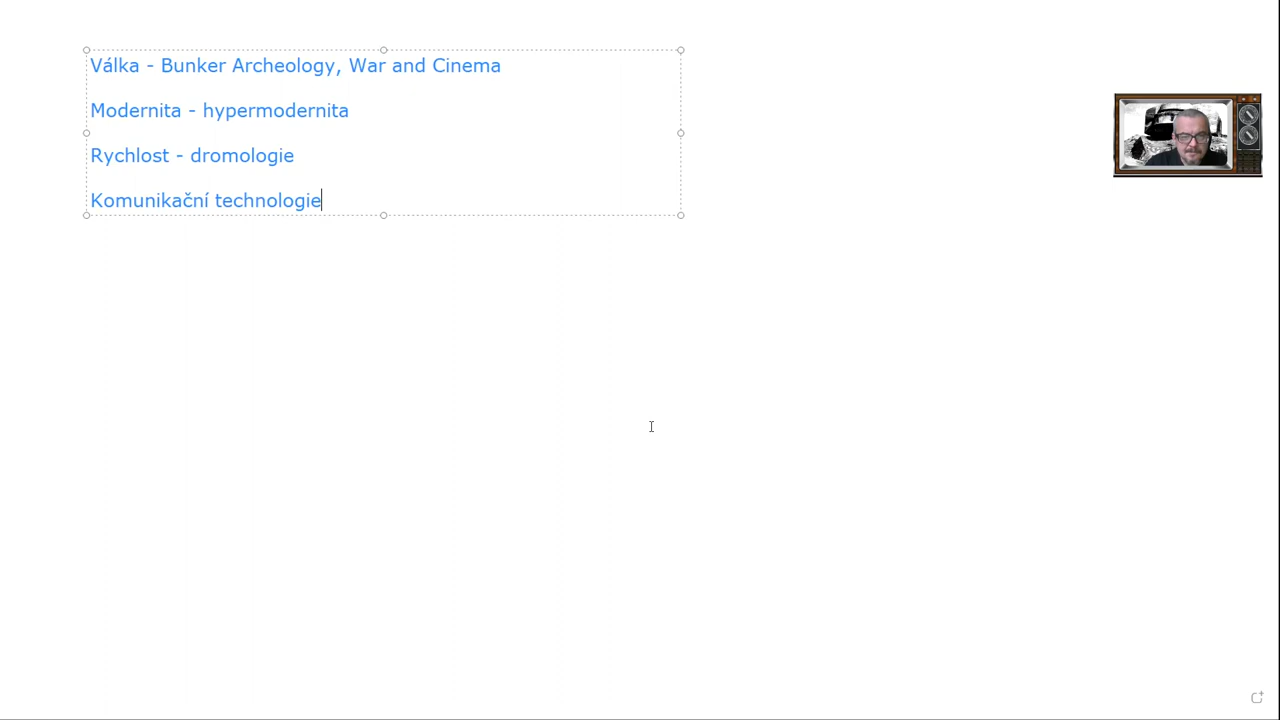 Válka - Bunker Archeology, War and Cinema
Modernita - hypermodernita
Rychlost - dromologie
Komunikační technologie